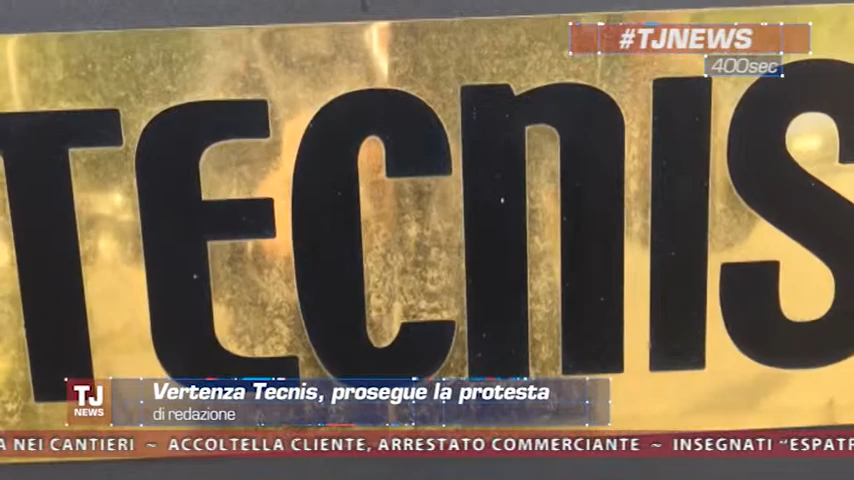 #TJNEWS
400sec
TECNIS
TJ
NEWS
Vertenza Tecnis, prosegue la protesta
di redazione
A NEI CANTIERI ~ ACCOLTELLA CLIENTE, ARRESTATO COMMERCIANTE ~ INSEGNATI "ESPATR